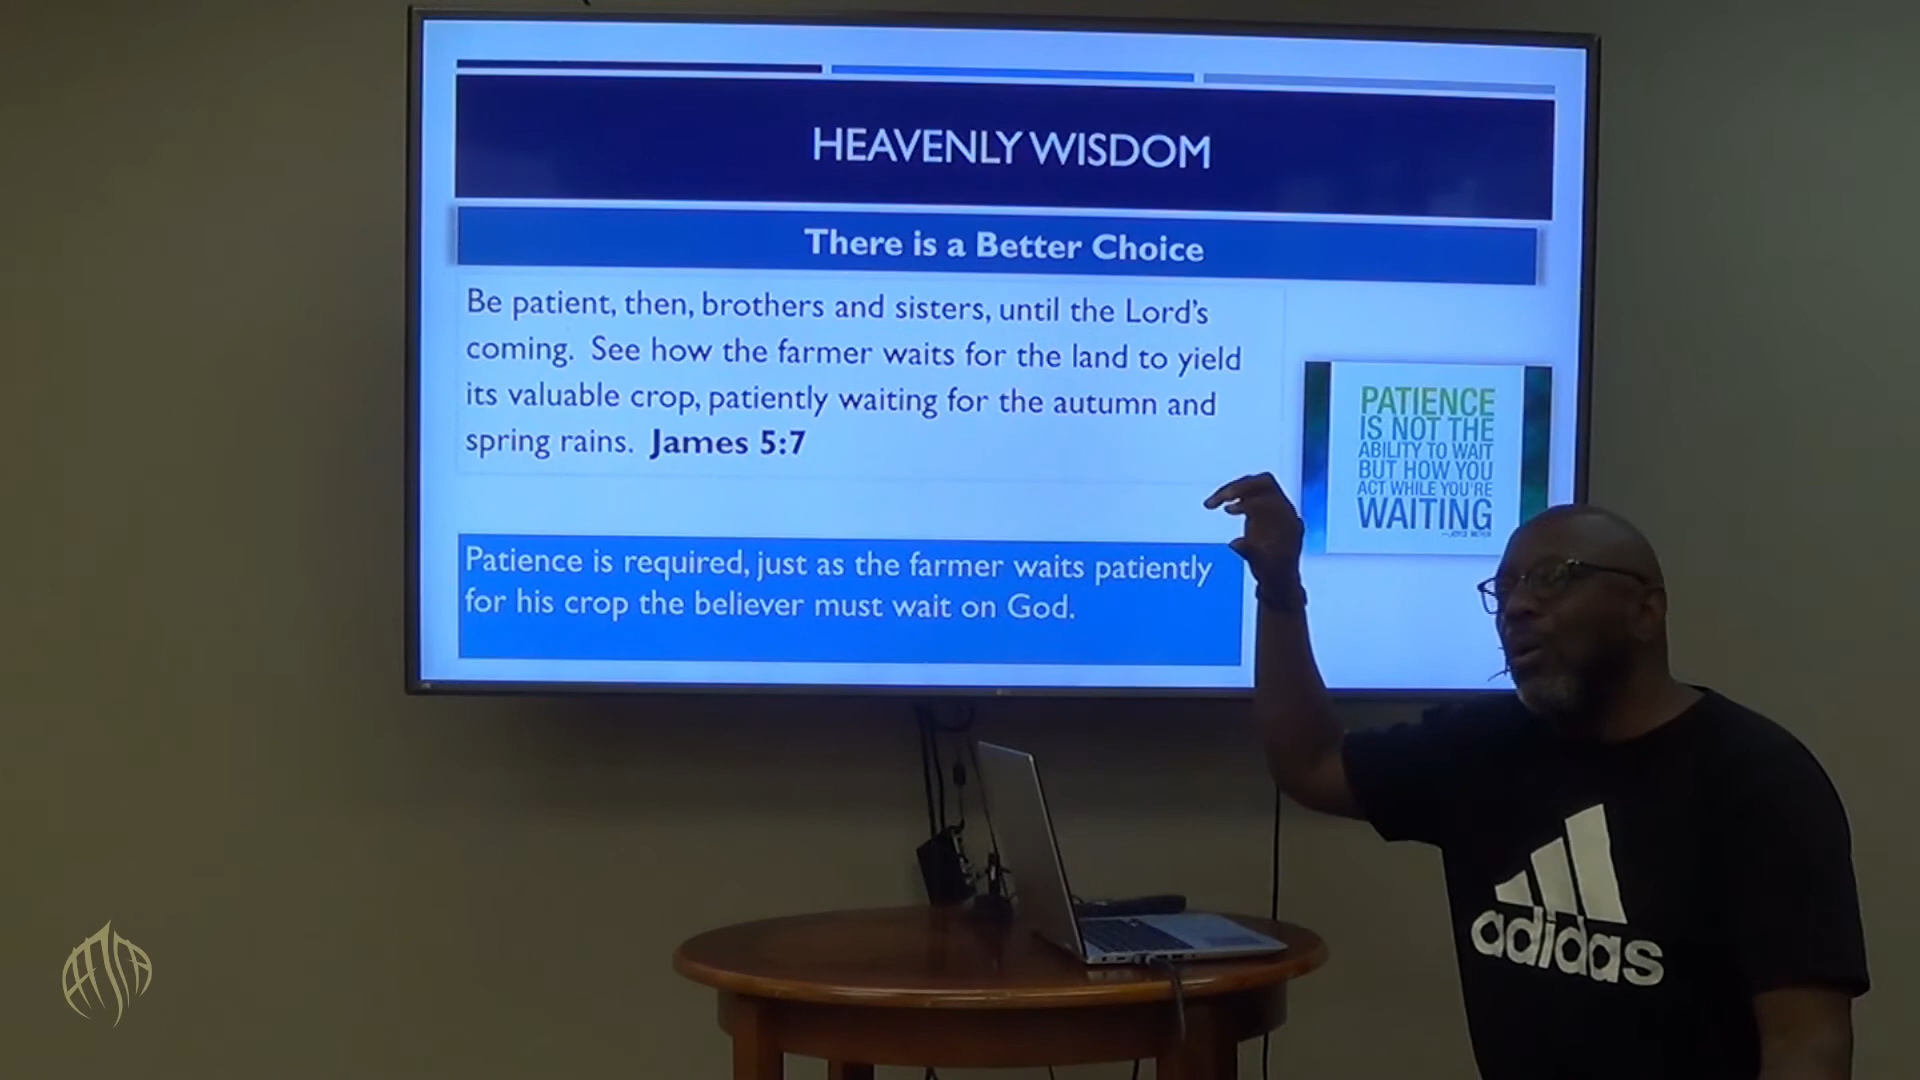 HEAVENLY WISDOM
There is a Better Choice
Be patient, then, brothers and sisters, until the Lord's
coming. See how the farmer waits for the land to yield
its valuable crop, patiently waiting for the autumn and
spring rains. James 5:7
PATIENCE
IS NOT THE
ABILITY TO WAIT
BUT HOW YOU
ACT WHILE YOU'RE
WAITING
—JOYCE MEYER
Patience is required, just as the farmer waits patiently
for his crop the believer must wait on God.
adidas